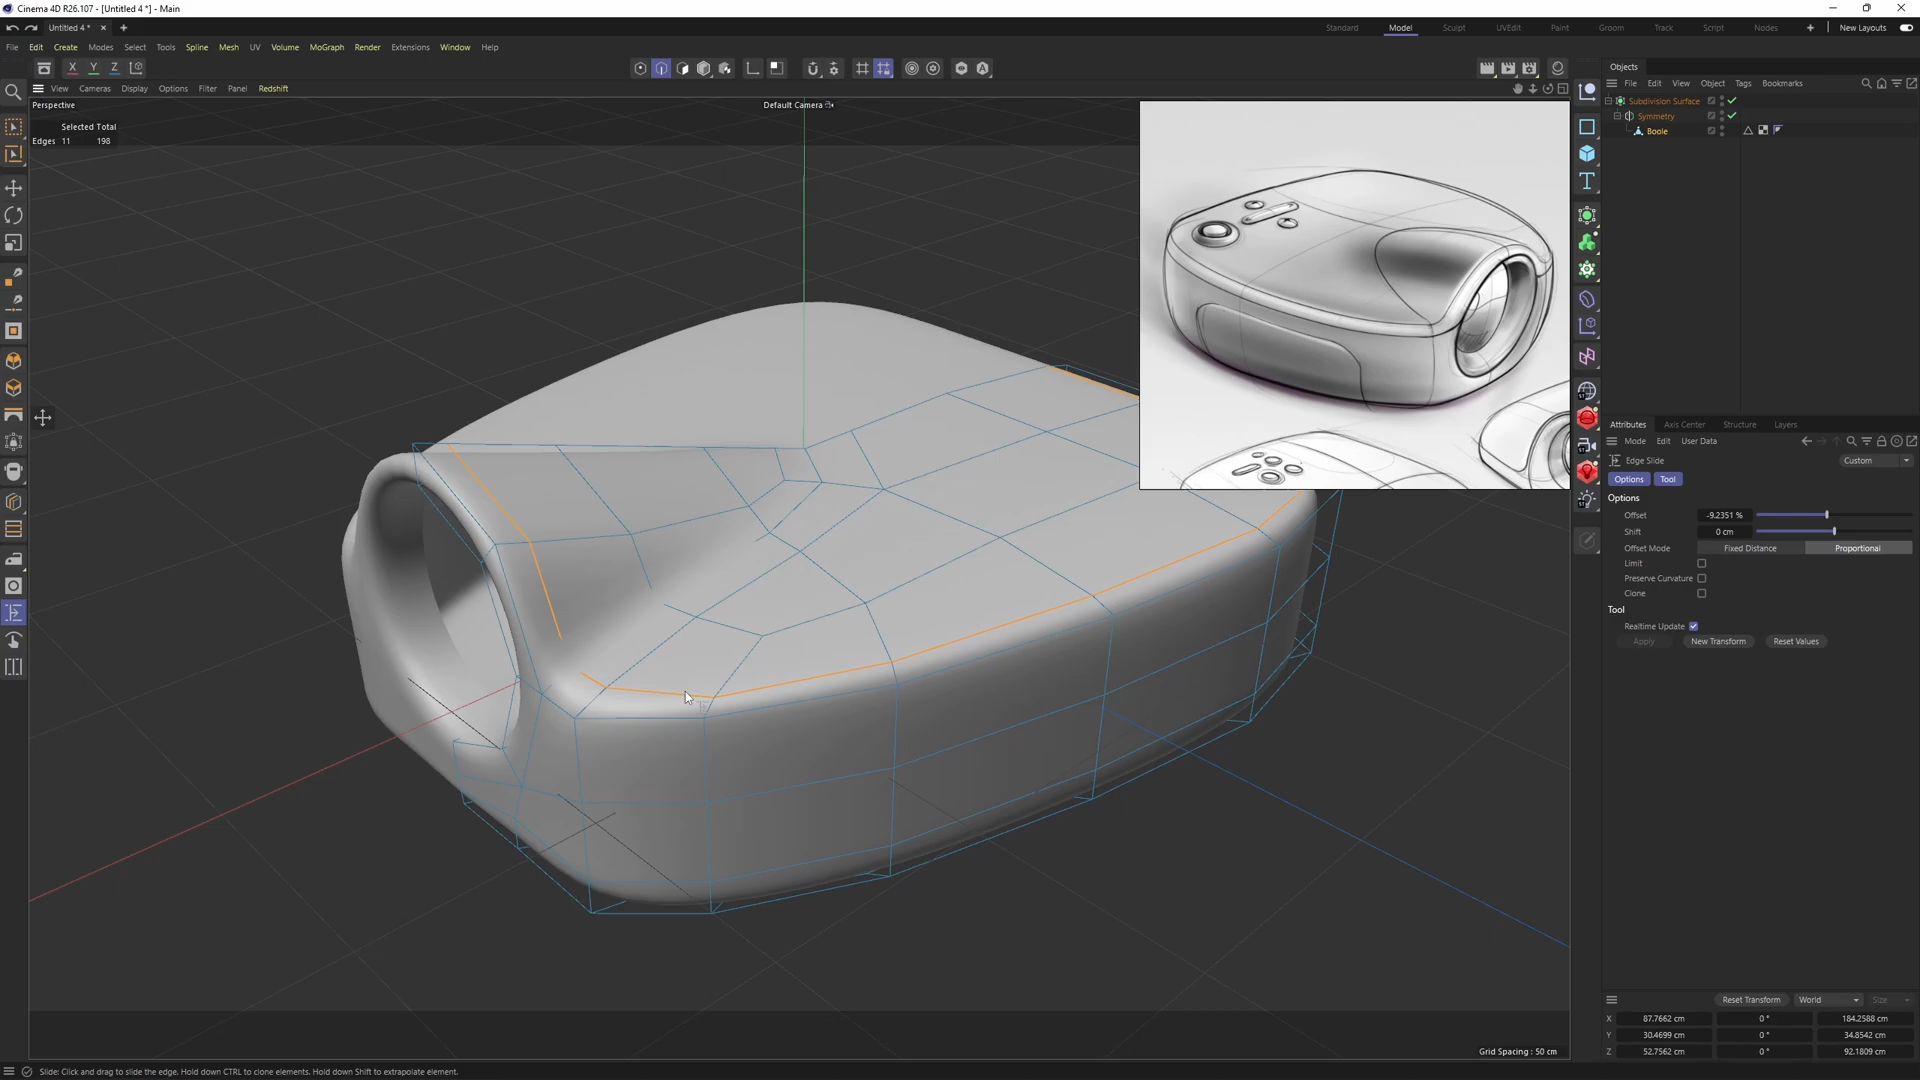 Cinema 4D R26.107 - [Untitled 4 *] - Main
Untitled 4 *
Standard Model Sculpt UVEdit Paint Groom Track Script Nodes New Layouts
File Edit Create Modes Select Tools Spline Mesh UV Volume MoGraph Render Extensions Window Help
X Y Z
Objects
View Cameras Display Options Filter Panel Redshift
File Edit View Object Tags Bookmarks
Perspective
Default Camera
Subdivision Surface
Symmetry
Boole
Selected Total
Edges 11 198
Attributes Axis Center Structure Layers
Mode Edit User Data
Edge Slide
Custom
Options Tool
Options
Offset -9.2351 %
Shift 0 cm
Offset Mode Fixed Distance Proportional
Limit
Preserve Curvature
Clone
Tool
Realtime Update
Apply New Transform Reset Values
Reset Transform World Size
X 87.7662 cm 0 ° 184.2588 cm
Y 30.4699 cm 0 ° 34.8542 cm
Z 52.7562 cm 0 ° 92.1809 cm
Grid Spacing : 50 cm
Slide: Click and drag to slide the edge. Hold down CTRL to clone elements. Hold down Shift to extrapolate element.